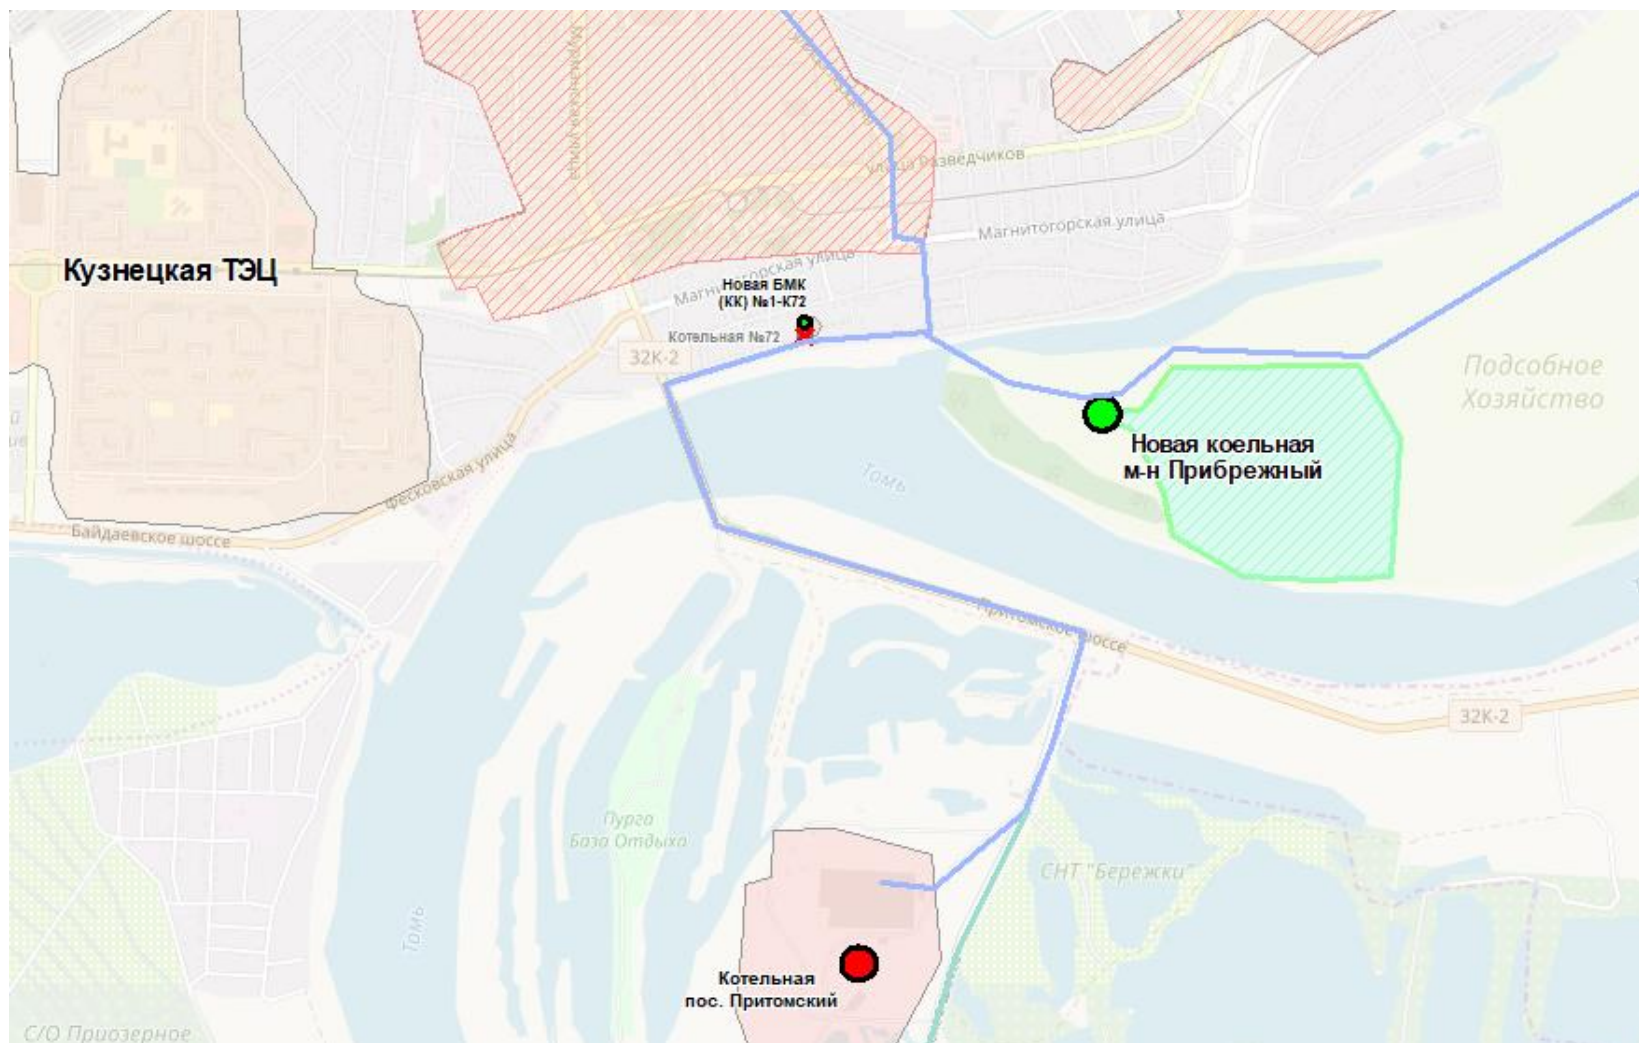 улица Разведчиков
Магнитогорская улица
Кузнецкая ТЭЦ
Магнитогорская улица
Новая БМК
(КК) №1-К72
Котельная №72
32К-2
Подсобное
Хозяйство
Новая коельная
м-н Прибрежный
Фесковская улица
Томь
Байдаевское шоссе
Притомское шоссе
32К-2
Пурга
База Отдыха
СНТ "Бережки"
Томь
Котельная
пос. Притомский
С/О Приозерное